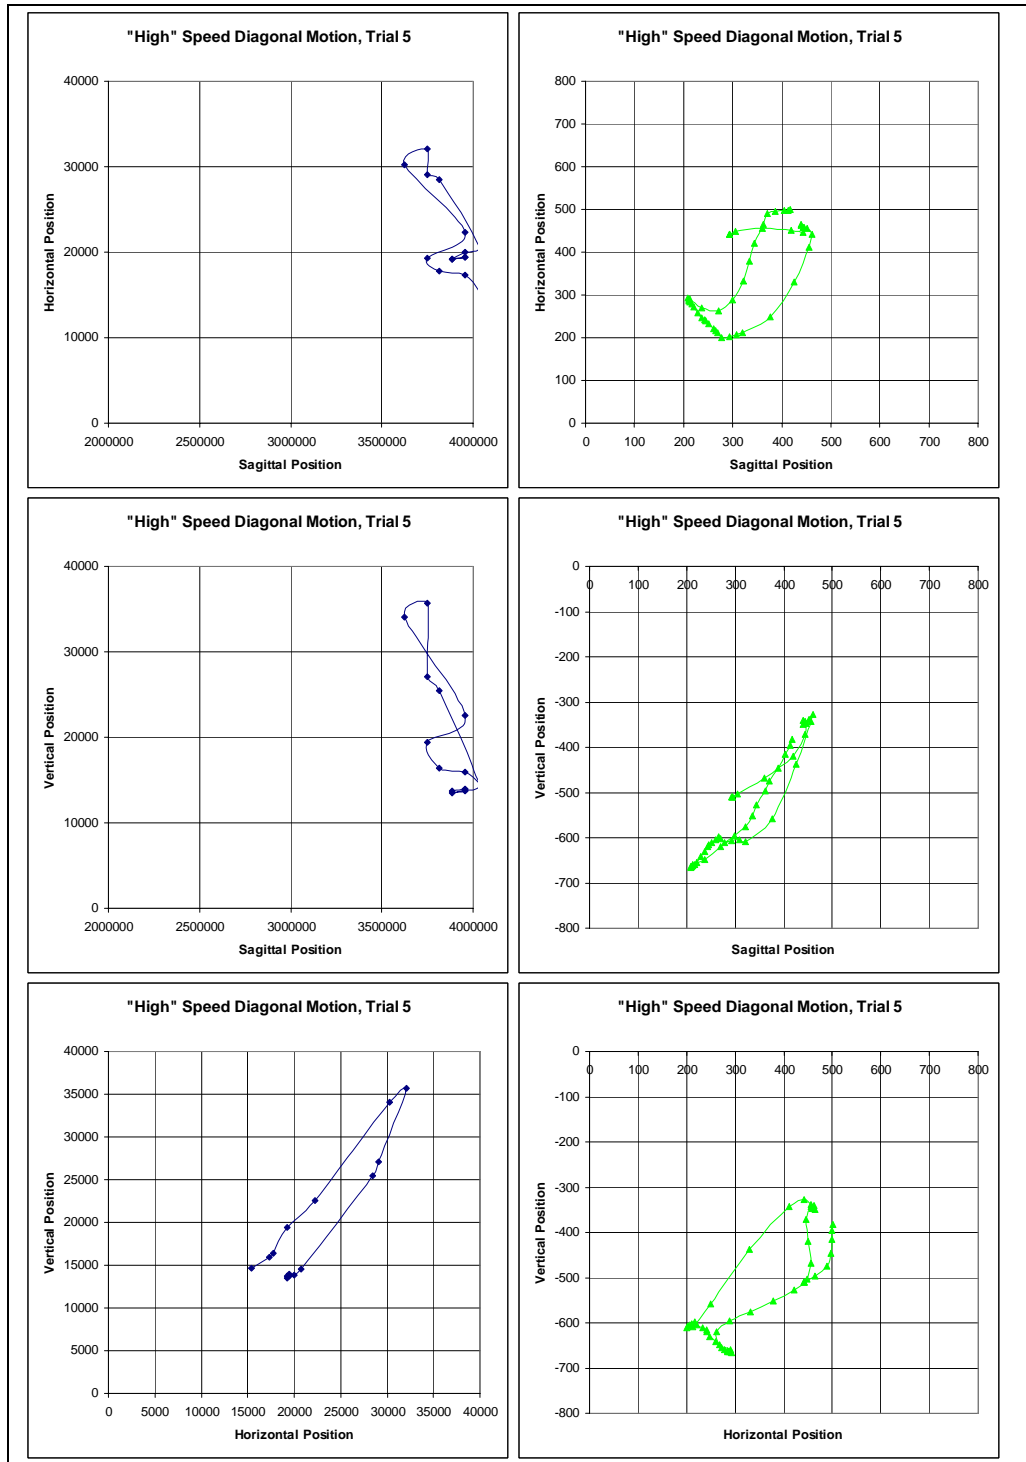 "High" Speed Diagonal Motion, Trial 5
40000
30000
20000
10000
0
Horizontal Position
2000000 2500000 3000000 3500000 4000000
Sagittal Position
"High" Speed Diagonal Motion, Trial 5
800
700
600
500
400
300
200
100
0
Horizontal Position
0 100 200 300 400 500 600 700 800
Sagittal Position
"High" Speed Diagonal Motion, Trial 5
40000
30000
20000
10000
0
Vertical Position
2000000 2500000 3000000 3500000 4000000
Sagittal Position
"High" Speed Diagonal Motion, Trial 5
0
-100
-200
-300
-400
-500
-600
-700
-800
Vertical Position
0 100 200 300 400 500 600 700 800
Sagittal Position
"High" Speed Diagonal Motion, Trial 5
40000
35000
30000
25000
20000
15000
10000
5000
0
Vertical Position
0 5000 10000 15000 20000 25000 30000 35000 40000
Horizontal Position
"High" Speed Diagonal Motion, Trial 5
0
-100
-200
-300
-400
-500
-600
-700
-800
Vertical Position
0 100 200 300 400 500 600 700 800
Horizontal Position